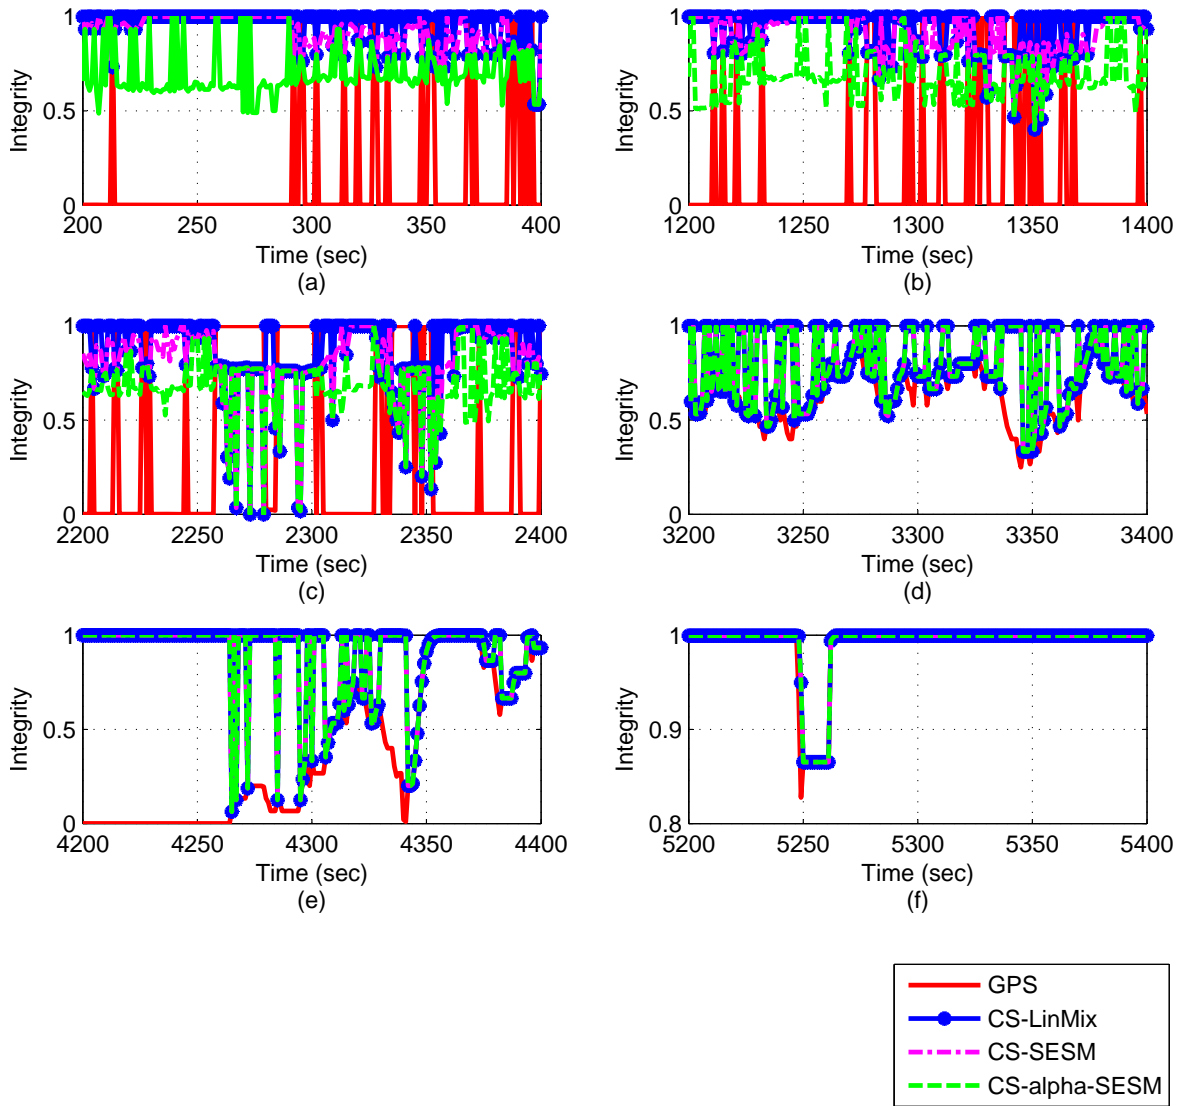 1
0.5
0
Integrity
200
250
300
350
400
Time (sec)
(a)
1
0.5
0
Integrity
1200
1250
1300
1350
1400
Time (sec)
(b)
1
0.5
0
Integrity
2200
2250
2300
2350
2400
Time (sec)
(c)
1
0.5
0
Integrity
3200
3250
3300
3350
3400
Time (sec)
(d)
1
0.5
0
Integrity
4200
4250
4300
4350
4400
Time (sec)
(e)
1
0.9
0.8
Integrity
5200
5250
5300
5350
5400
Time (sec)
(f)
GPS
CS-LinMix
CS-SESM
CS-alpha-SESM